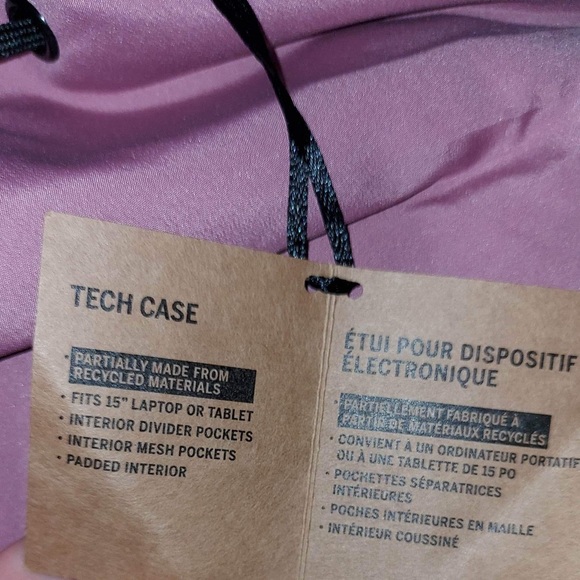 TECH CASE
• PARTIALLY MADE FROM
RECYCLED MATERIALS
• FITS 15" LAPTOP OR TABLET
• INTERIOR DIVIDER POCKETS
• INTERIOR MESH POCKETS
• PADDED INTERIOR
ÉTUI POUR DISPOSITIF
ÉLECTRONIQUE
• PARTIELLEMENT FABRIQUÉ À
PARTIR DE MATÉRIAUX RECYCLÉS
• CONVIENT À UN ORDINATEUR PORTATIF
OU À UNE TABLETTE DE 15 PO
• POCHETTES SÉPARATRICES
INTÉRIEURES
• POCHES INTÉRIEURES EN MAILLE
• INTÉRIEUR COUSSINÉ